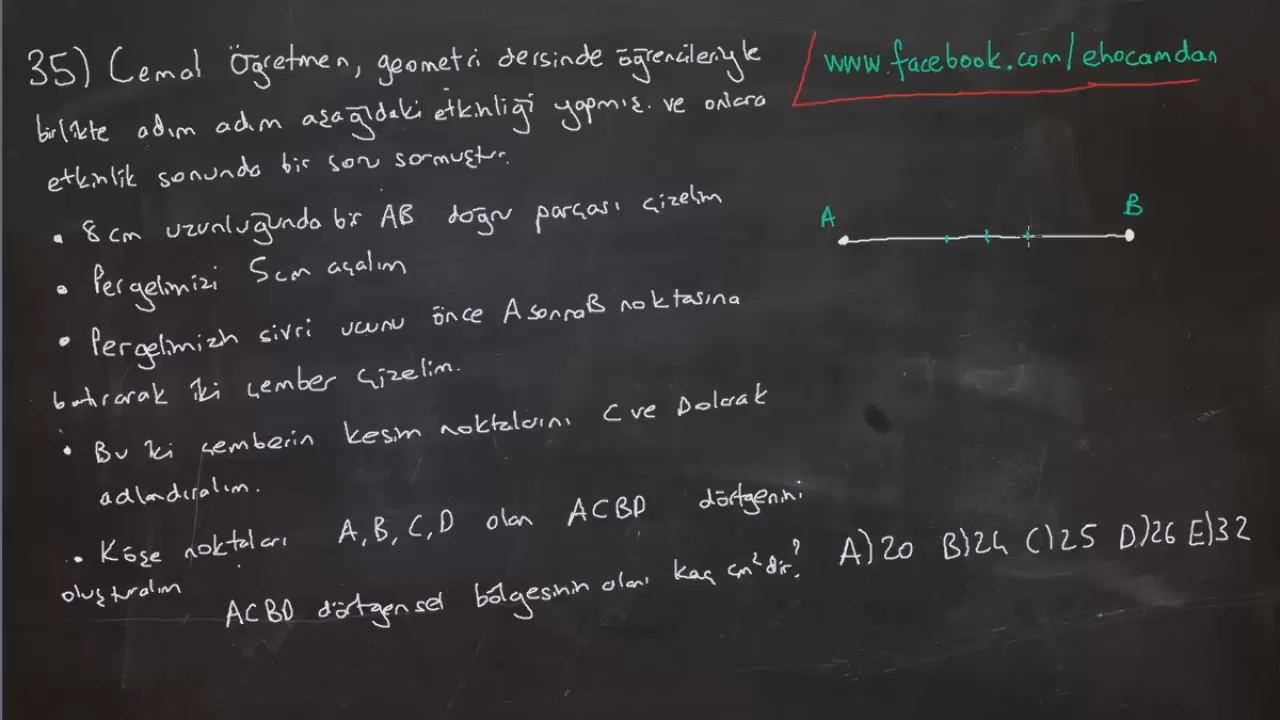 35) Cemal Öğretmen, geometri dersinde öğrencileriyle
birlikte adım adım aşağıdaki etkinliği yapmış ve onlara
etkinlik sonunda bir soru sormuştur.
• 8 cm uzunluğunda bir AB doğru parçası çizelim
• Pergelimizi 5cm açalım
• Pergelimizin sivri ucunu önce A sonra B noktasına
batırarak iki çember çizelim.
• Bu iki çemberin kesim noktalarını C ve D olarak
adlandıralım.
• Köşe noktaları A, B, C, D olan ACBD dörtgenini
oluşturalım
ACBD dörtgensel bölgesinin alanı kaç cm² dir?
A)20 B)24 C)25 D)26 E)32
www.facebook.com/ehocamdan
A B